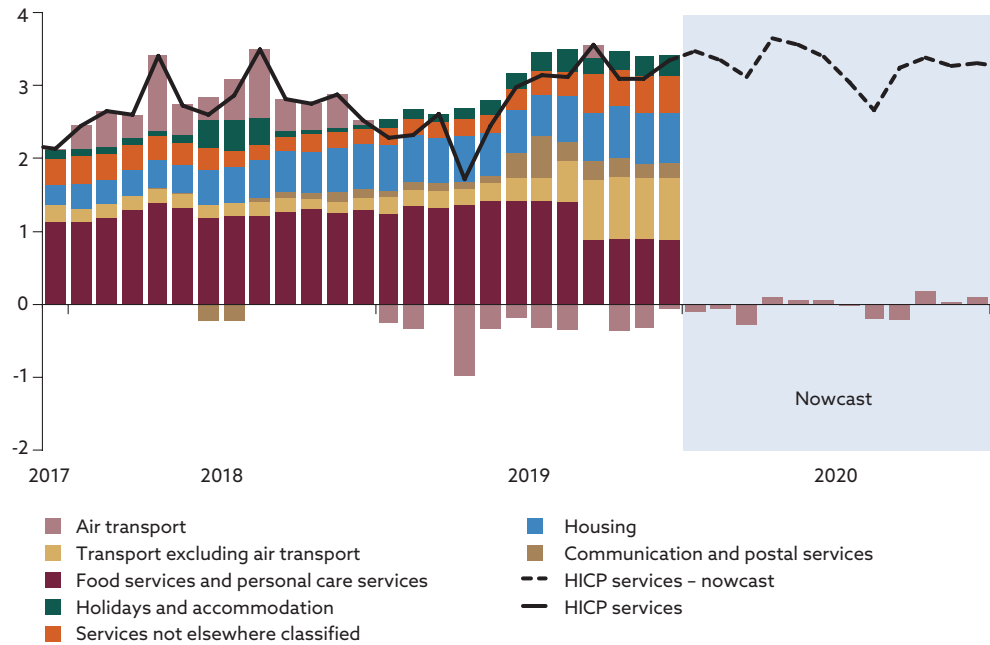 4
3
2
1
0
-1
-2
Nowcast
2017 2018 2019 2020
Air transport
Transport excluding air transport
Food services and personal care services
Holidays and accommodation
Services not elsewhere classified
Housing
Communication and postal services
HICP services – nowcast
HICP services